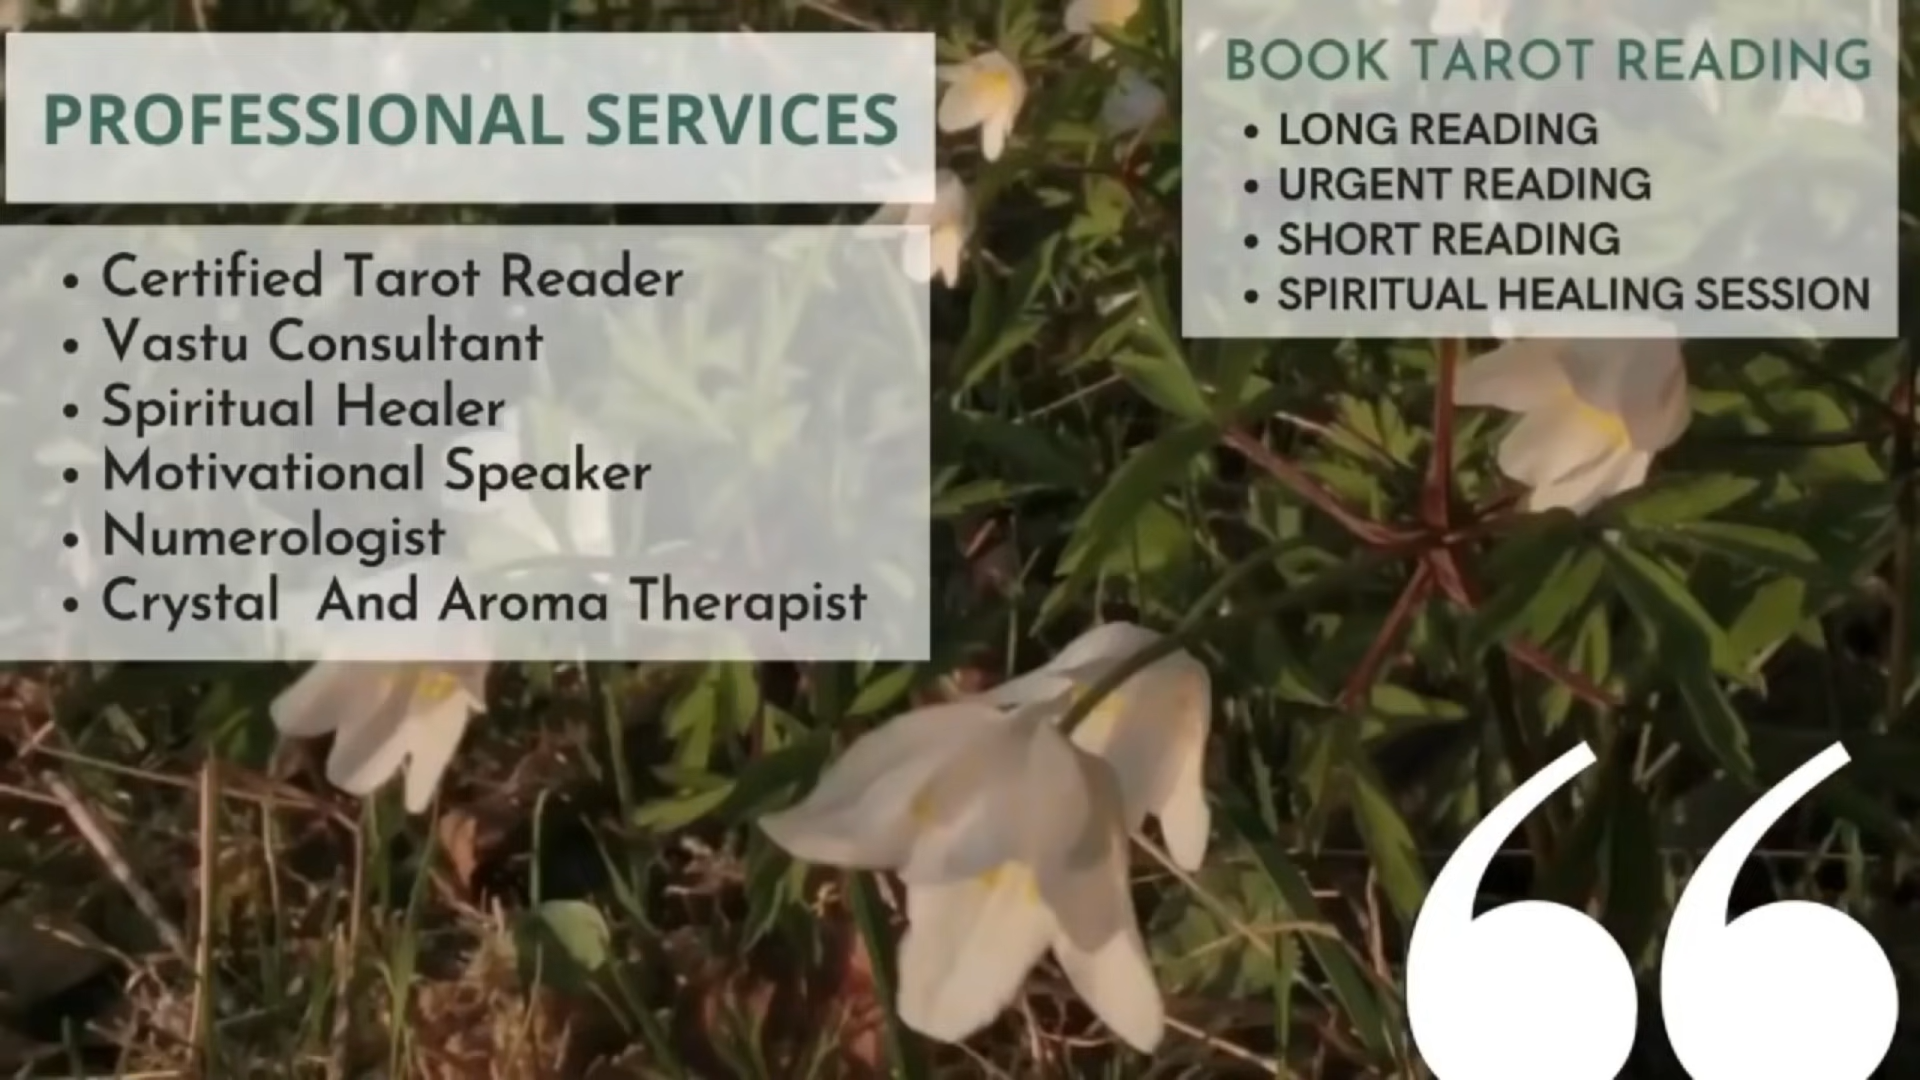 PROFESSIONAL SERVICES
• Certified Tarot Reader
• Vastu Consultant
• Spiritual Healer
• Motivational Speaker
• Numerologist
• Crystal  And Aroma Therapist
BOOK TAROT READING
• LONG READING
• URGENT READING
• SHORT READING
• SPIRITUAL HEALING SESSION
“